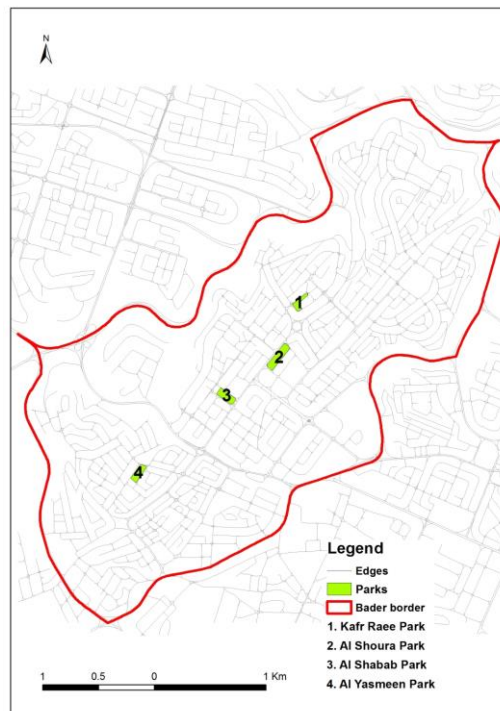 N
1
2
3
4
Legend
Edges
Parks
Bader border
1. Kafr Raee Park
2. Al Shoura Park
3. Al Shabab Park
4. Al Yasmeen Park
1 0.5 0 1 Km